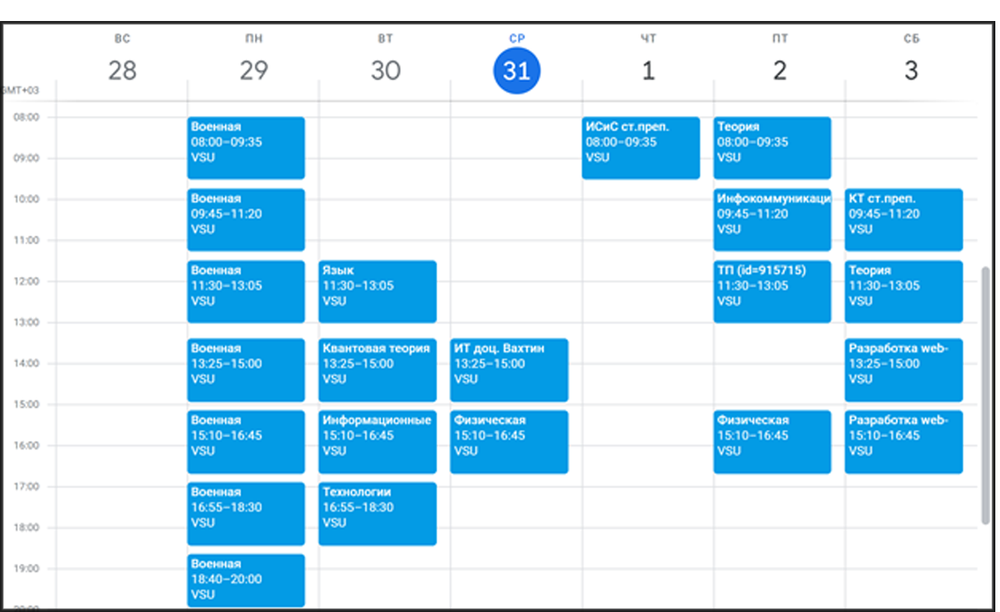 ВС ПН ВТ СР ЧТ ПТ СБ
28 29 30 31 1 2 3
GMT+03
08:00
09:00
10:00
11:00
12:00
13:00
14:00
15:00
16:00
17:00
18:00
19:00
Военная
08:00–09:35
VSU
Военная
09:45–11:20
VSU
Военная
11:30–13:05
VSU
Военная
13:25–15:00
VSU
Военная
15:10–16:45
VSU
Военная
16:55–18:30
VSU
Военная
18:40–20:00
VSU
Язык
11:30–13:05
VSU
Квантовая теория
13:25–15:00
VSU
Информационные
15:10–16:45
VSU
Технологии
16:55–18:30
VSU
ИТ доц. Вахтин
13:25–15:00
VSU
Физическая
15:10–16:45
VSU
ИСиС ст.преп.
08:00–09:35
VSU
Теория
08:00–09:35
VSU
Инфокоммуникаци
09:45–11:20
VSU
ТП (id=915715)
11:30–13:05
VSU
Физическая
15:10–16:45
VSU
КТ ст.преп.
09:45–11:20
VSU
Теория
11:30–13:05
VSU
Разработка web-
13:25–15:00
VSU
Разработка web-
15:10–16:45
VSU